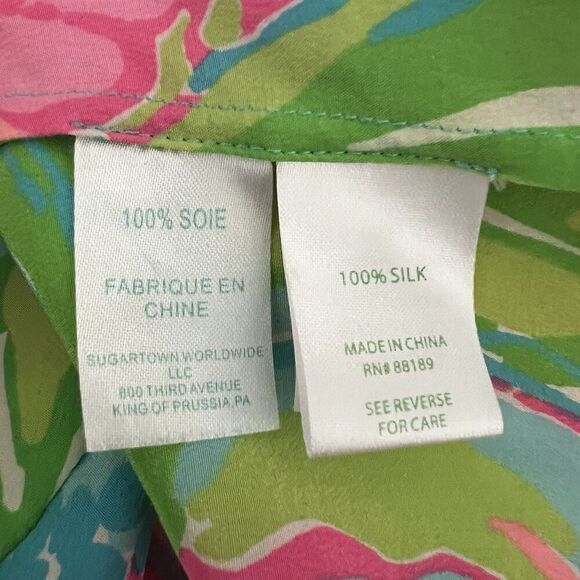 100% SOIE
FABRIQUE EN
CHINE
SUGARTOWN WORLDWIDE
LLC
800 THIRD AVENUE
KING OF PRUSSIA, PA
100% SILK
MADE IN CHINA
RN# 88189
SEE REVERSE
FOR CARE